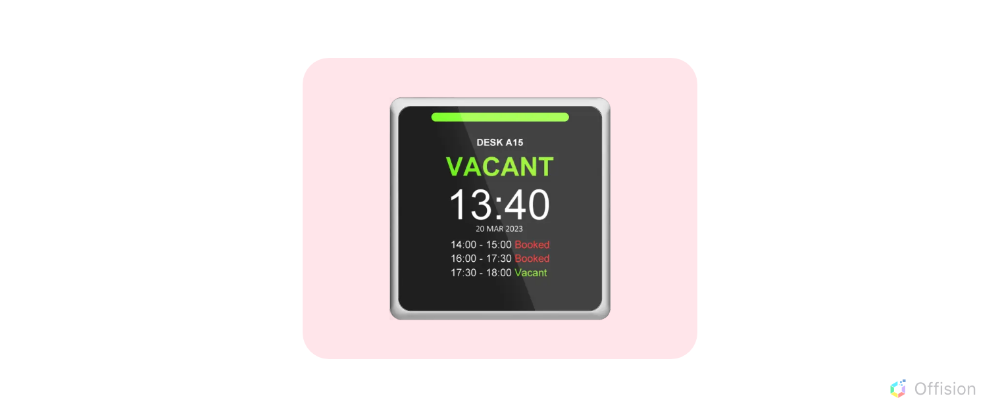 DESK A15
VACANT
13:40
20 MAR 2023
14:00 - 15:00 Booked
16:00 - 17:30 Booked
17:30 - 18:00 Vacant
Offision